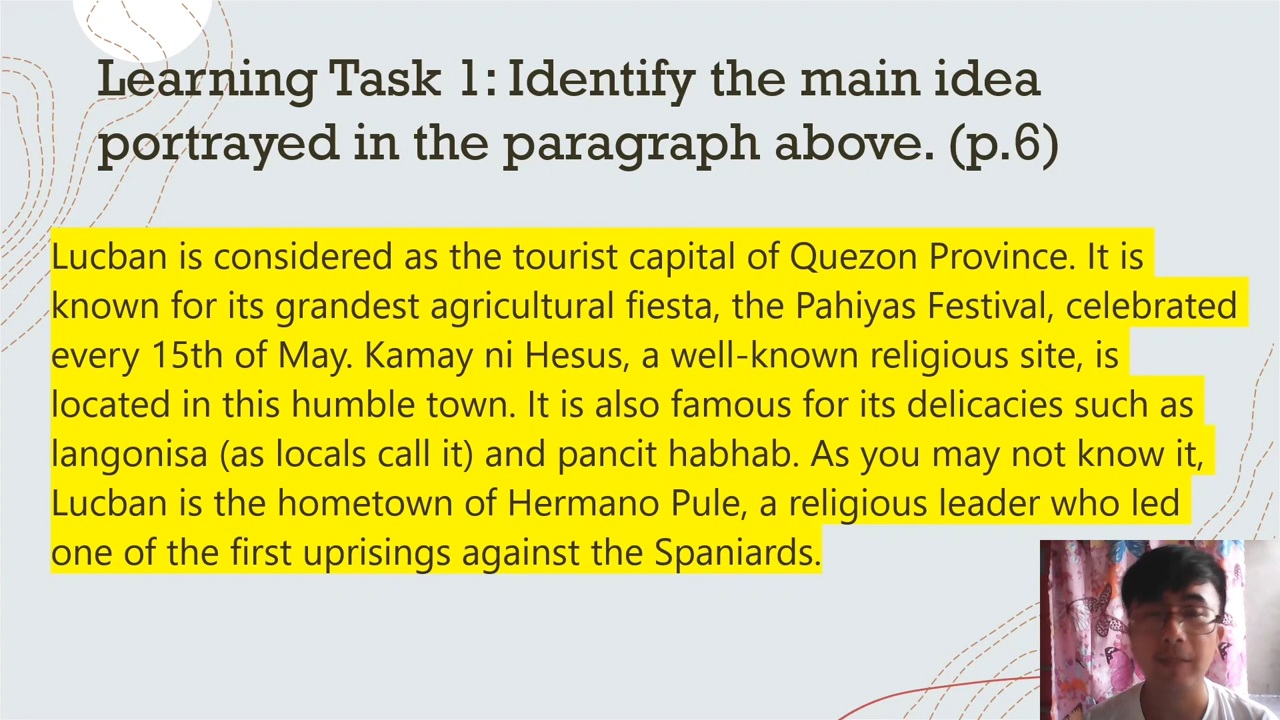 Learning Task 1: Identify the main idea
portrayed in the paragraph above. (p.6)
Lucban is considered as the tourist capital of Quezon Province. It is
known for its grandest agricultural fiesta, the Pahiyas Festival, celebrated
every 15th of May. Kamay ni Hesus, a well-known religious site, is
located in this humble town. It is also famous for its delicacies such as
langonisa (as locals call it) and pancit habhab. As you may not know it,
Lucban is the hometown of Hermano Pule, a religious leader who led
one of the first uprisings against the Spaniards.